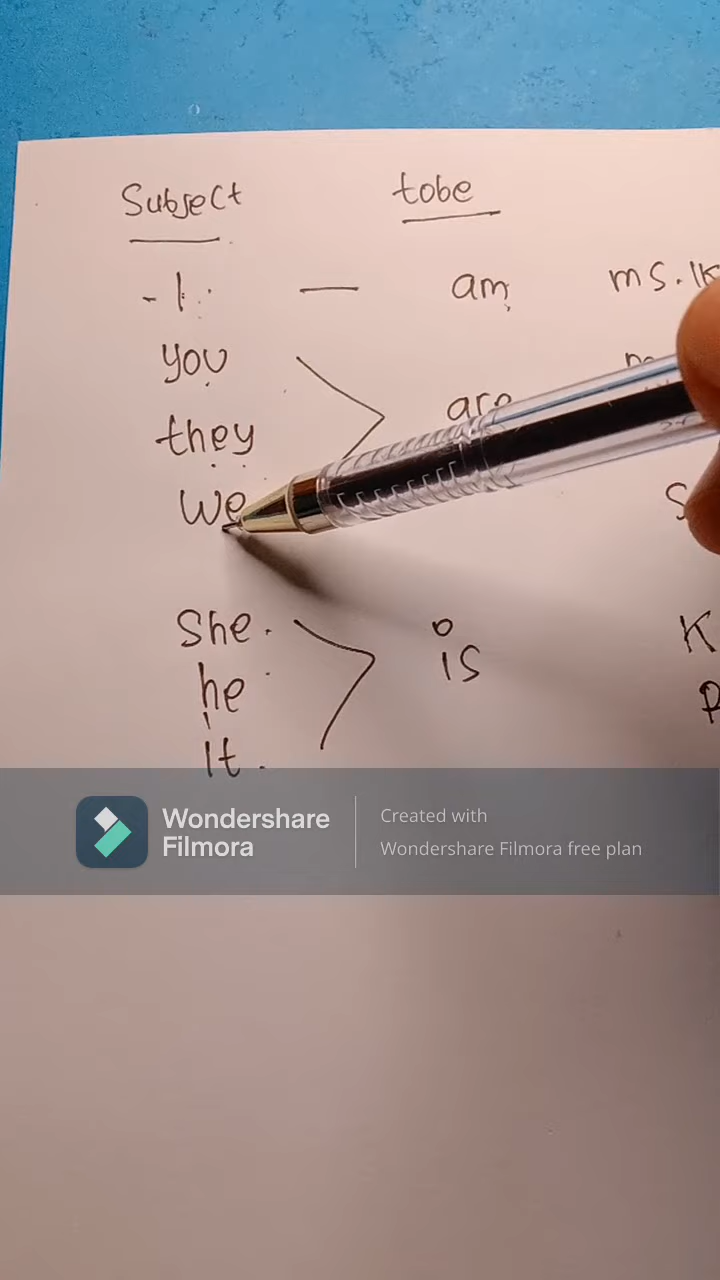 Subject tobe
- I — am ms.
you
they are
we
She.
he is
It.
Wondershare
Filmora
Created with
Wondershare Filmora free plan